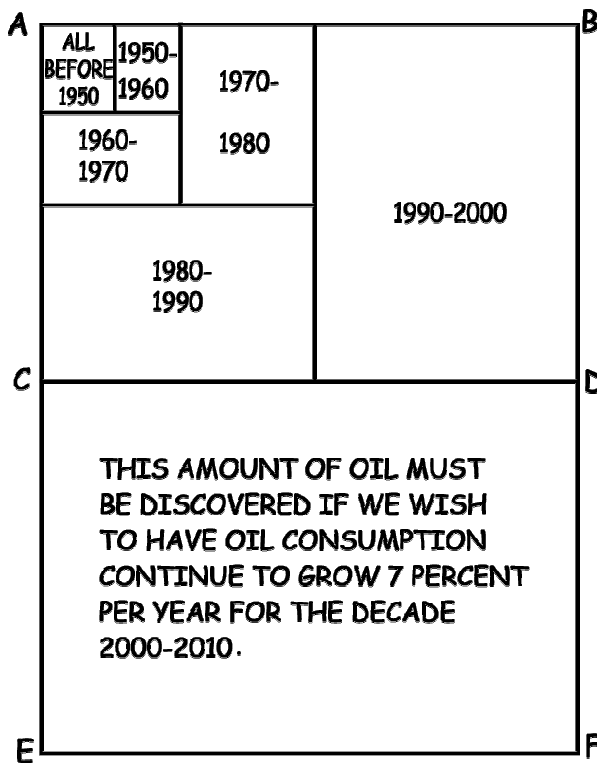 A
B
ALL
BEFORE
1950
1950-
1960
1970-
1980
1960-
1970
1990-2000
1980-
1990
C
D
THIS AMOUNT OF OIL MUST
BE DISCOVERED IF WE WISH
TO HAVE OIL CONSUMPTION
CONTINUE TO GROW 7 PERCENT
PER YEAR FOR THE DECADE
2000-2010.
E
F